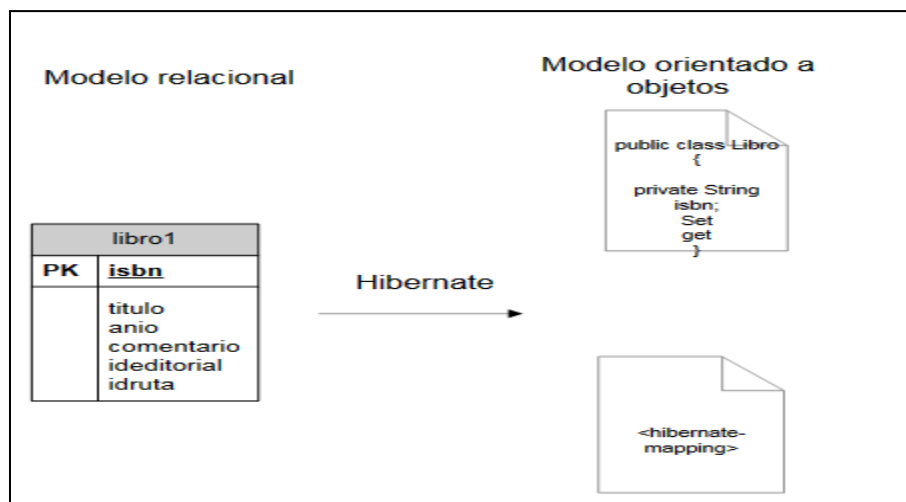 Modelo relacional
Modelo orientado a
objetos
public class Libro
{
private String
isbn;
Set
get
}
libro1
PK isbn
titulo
anio
comentario
ideditorial
idruta
Hibernate
<hibernate-
mapping>